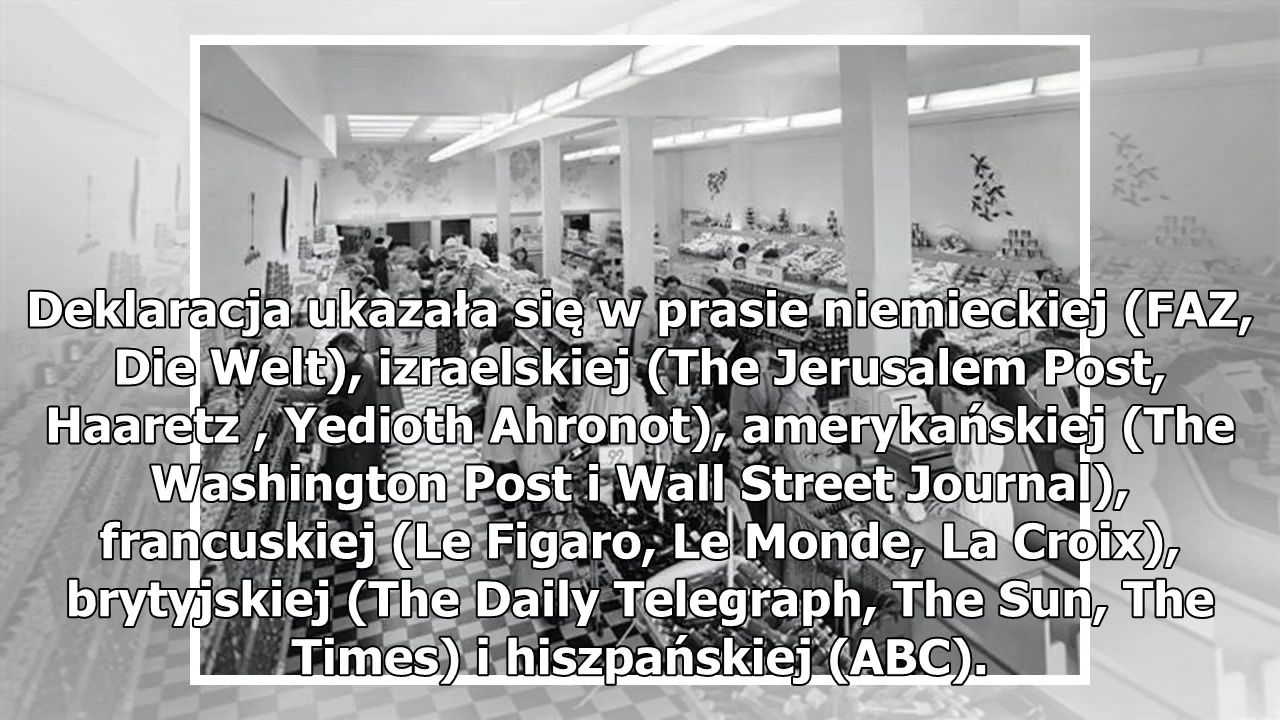 Deklaracja ukazała się w prasie niemieckiej (FAZ,
Die Welt), izraelskiej (The Jerusalem Post,
Haaretz , Yedioth Ahronot), amerykańskiej (The
Washington Post i Wall Street Journal),
francuskiej (Le Figaro, Le Monde, La Croix),
brytyjskiej (The Daily Telegraph, The Sun, The
Times) i hiszpańskiej (ABC).
92